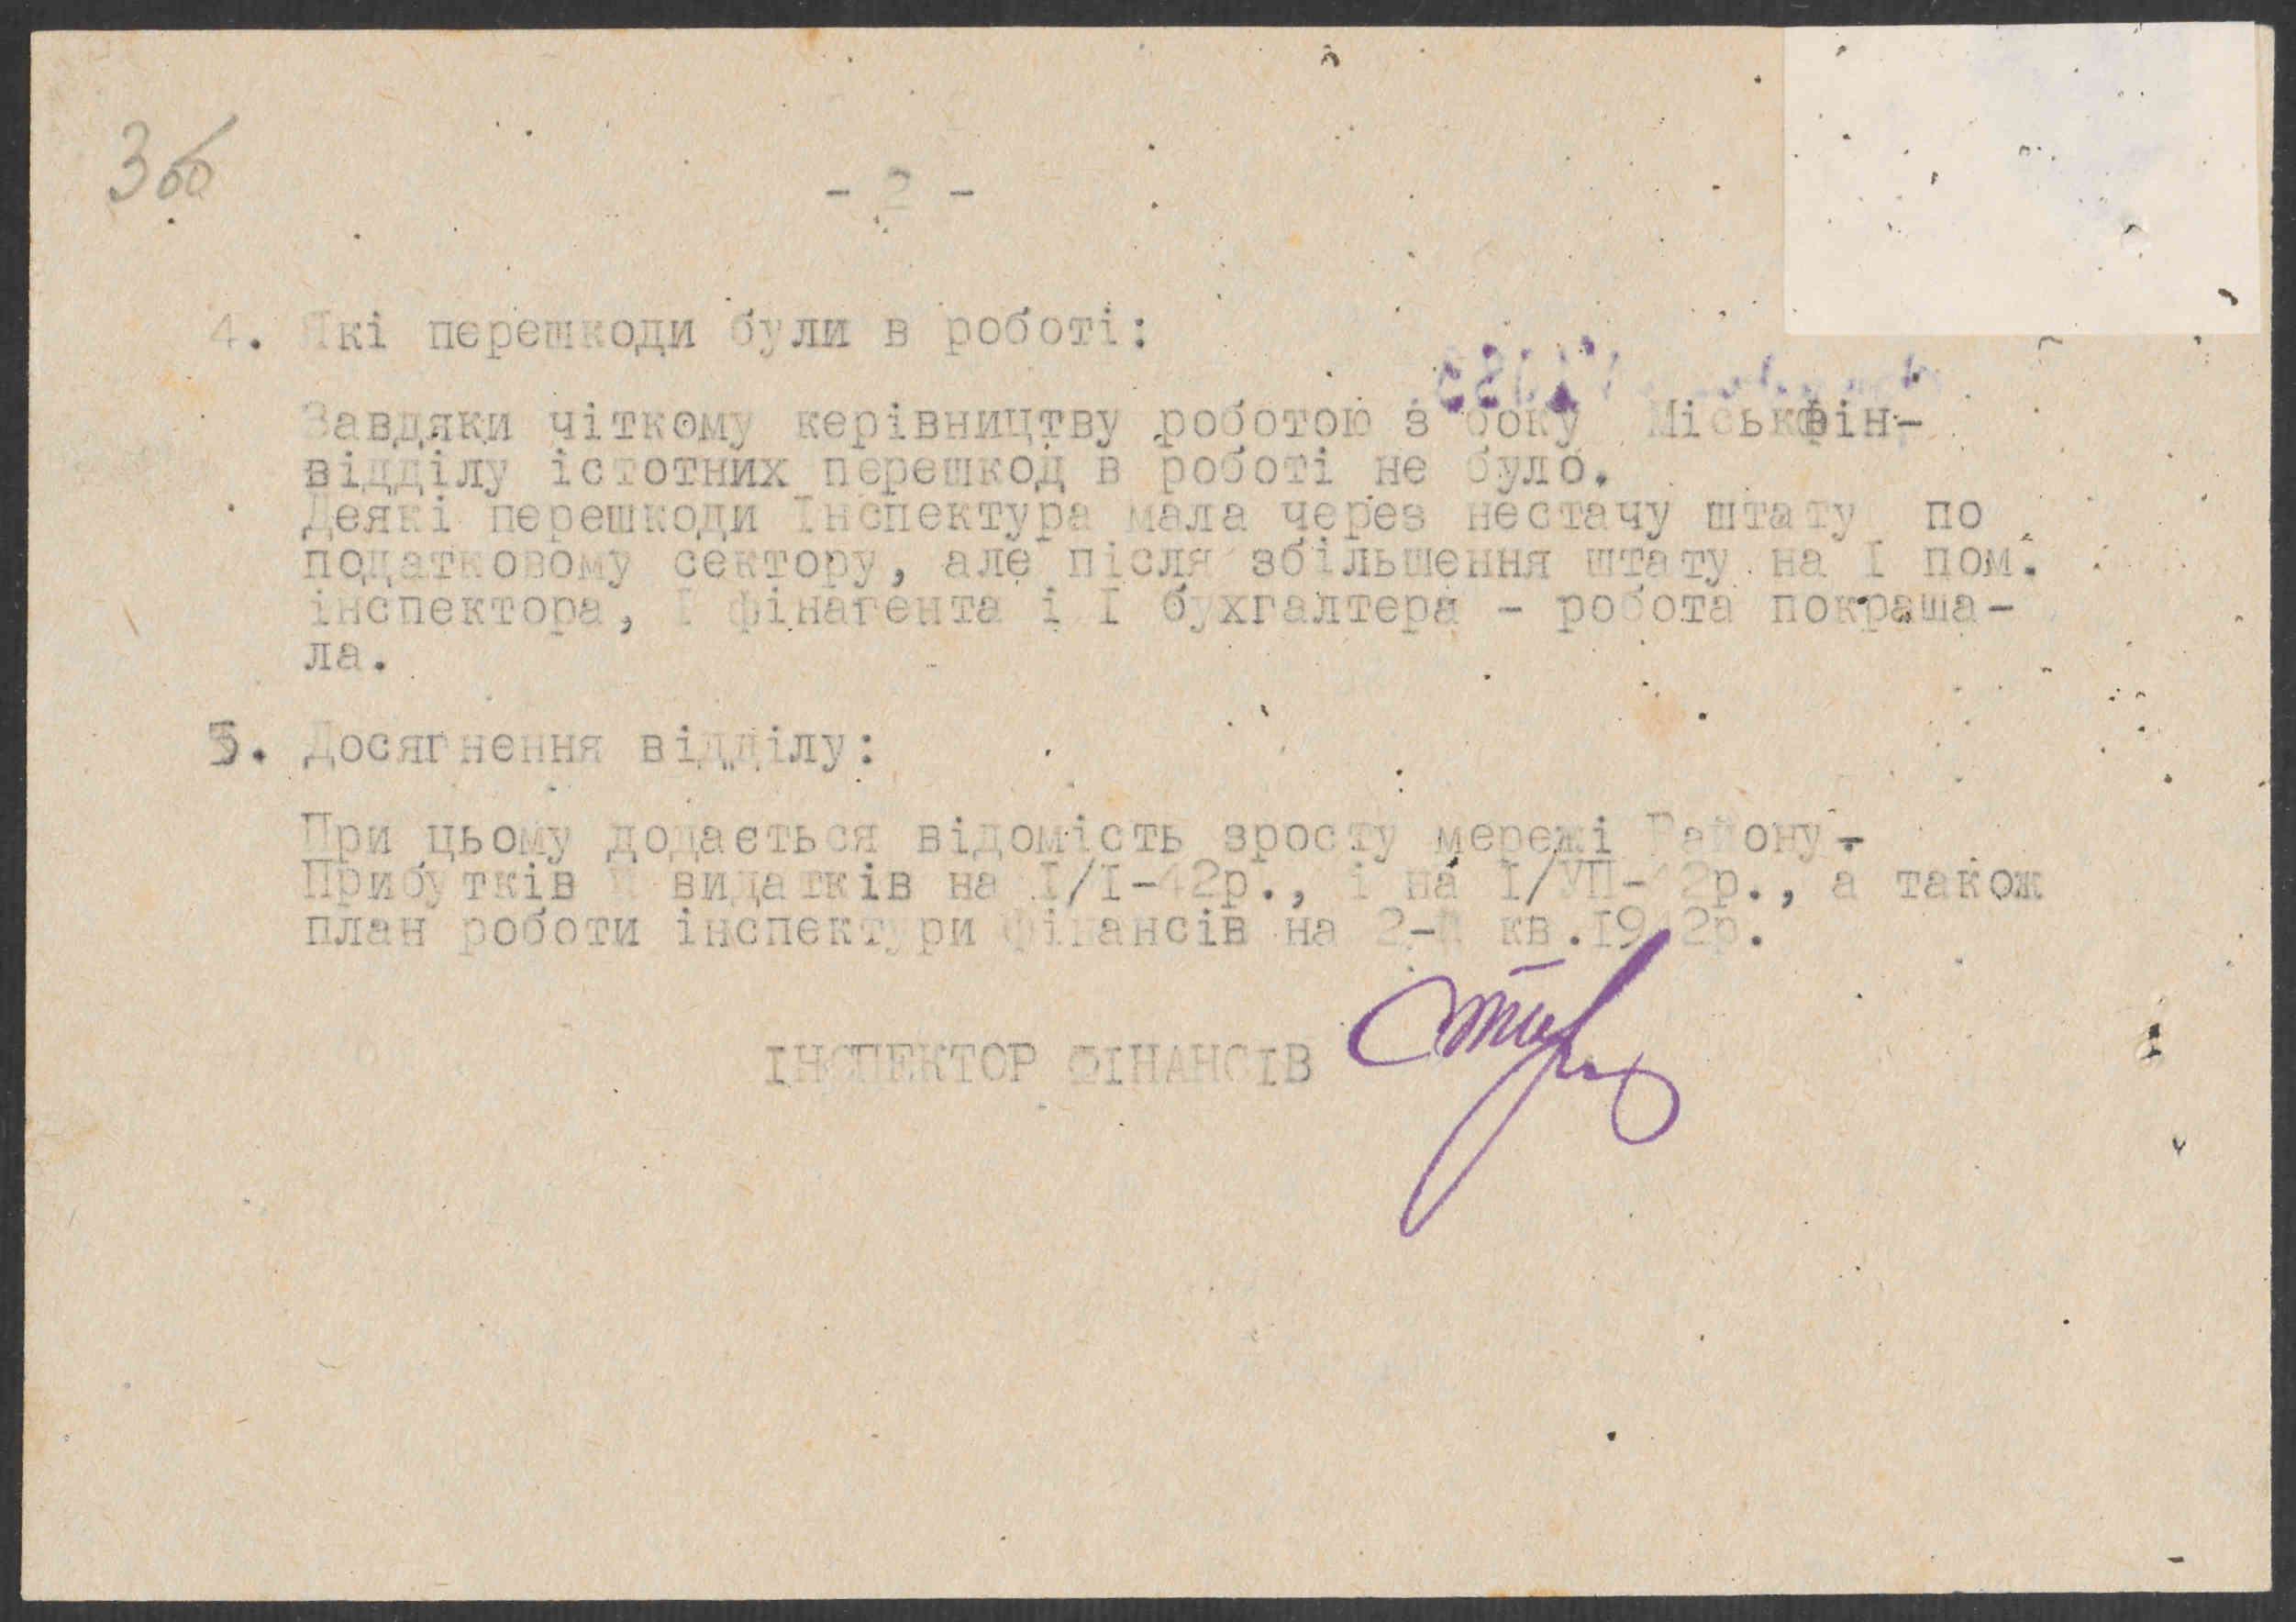 3об
- 2 -
4. Які перешкоди були в роботі:
Завдяки чіткому керівництву роботою з боку Міськфін-
відділу істотних перешкод в роботі не було.
Деякі перешкоди Інспектура мала через нестачу штату по
податковому сектору, але після збільшення штату на І пом.
інспектора, І фінагента і І бухгалтера - робота покраща-
ла.
5. Досягнення відділу:
При цьому додається відомість зросту мережі Району-
Прибутків й видатків на І/І-42р., і на І/УП-42р., а також
план роботи інспектури фінансів на 2-й кв.1942р.
ІНСПЕКТОР ФІНАНСІВ